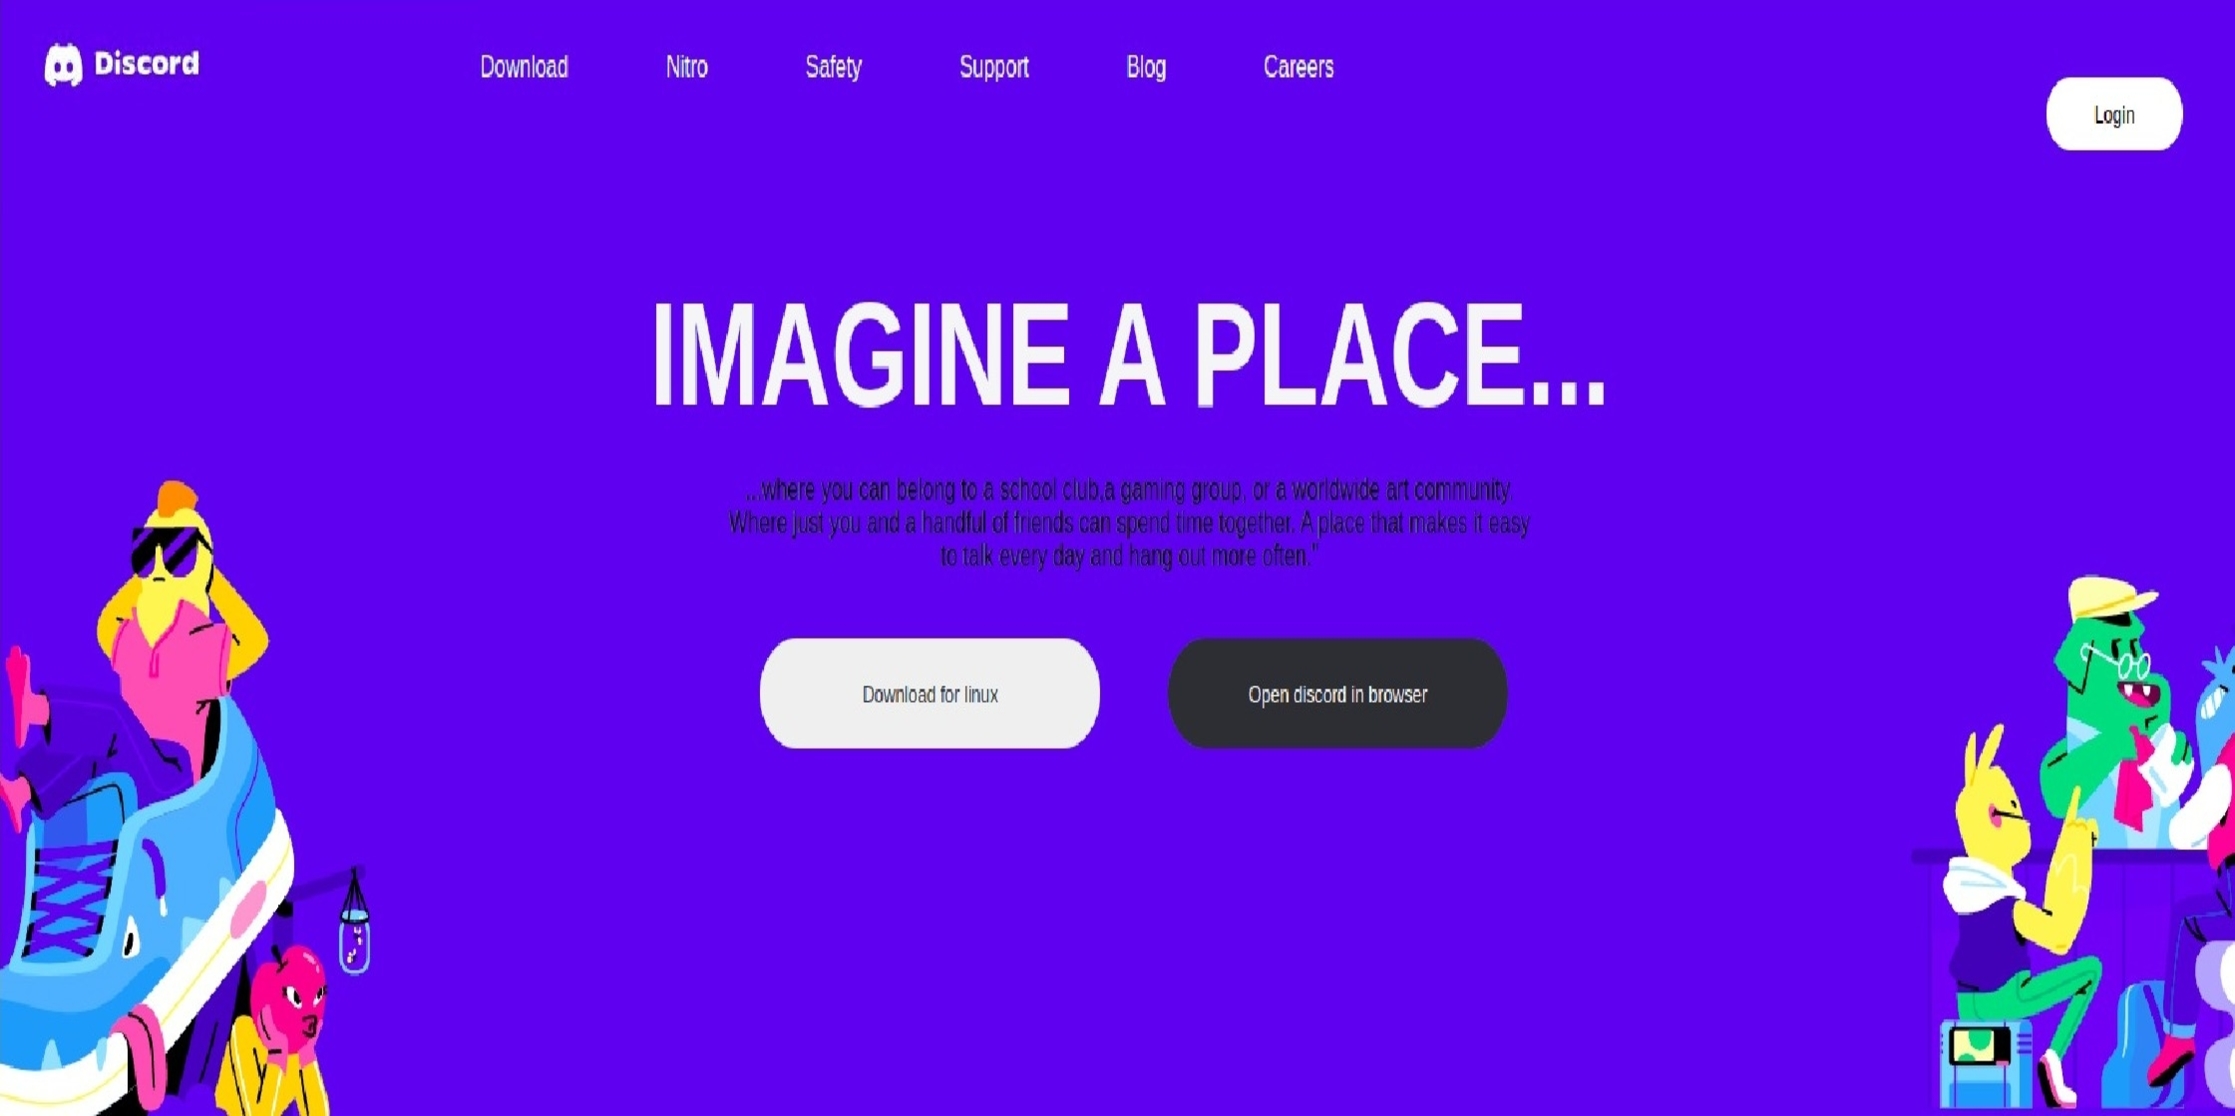 Discord
Download Nitro Safety Support Blog Careers
Login
IMAGINE A PLACE...
...where you can belong to a school club,a gaming group, or a worldwide art community.
Where just you and a handful of friends can spend time together. A place that makes it easy
to talk every day and hang out more often."
Download for linux
Open discord in browser